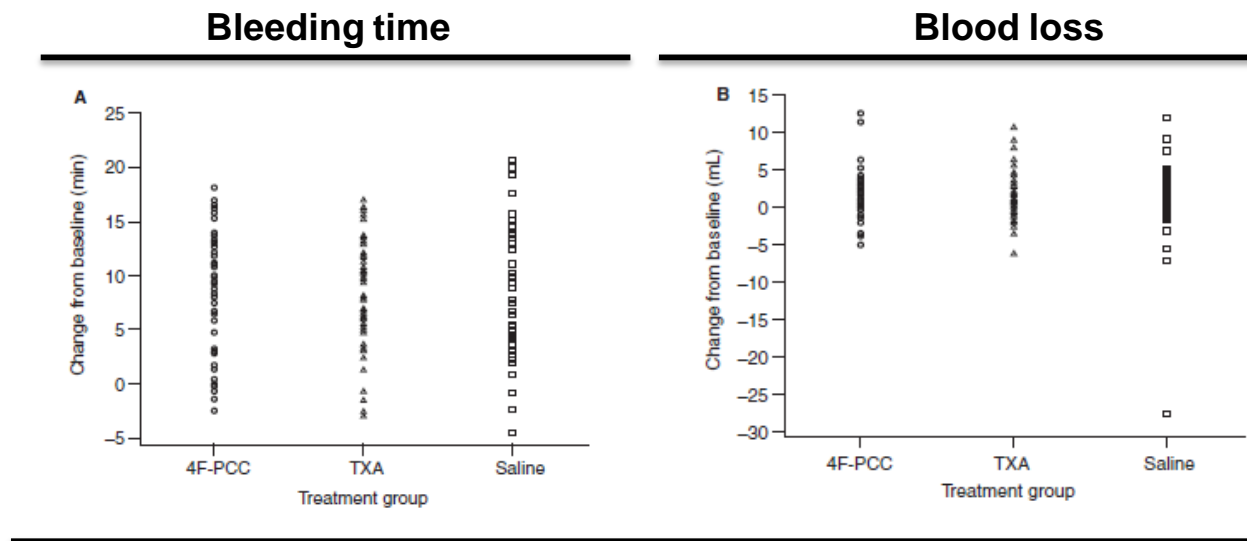 Bleeding time
Blood loss
A
25
20
15
10
5
0
–5
Change from baseline (min)
4F-PCC TXA Saline
Treatment group
B
15
10
5
0
–5
–10
–15
–20
–25
–30
Change from baseline (mL)
4F-PCC TXA Saline
Treatment group